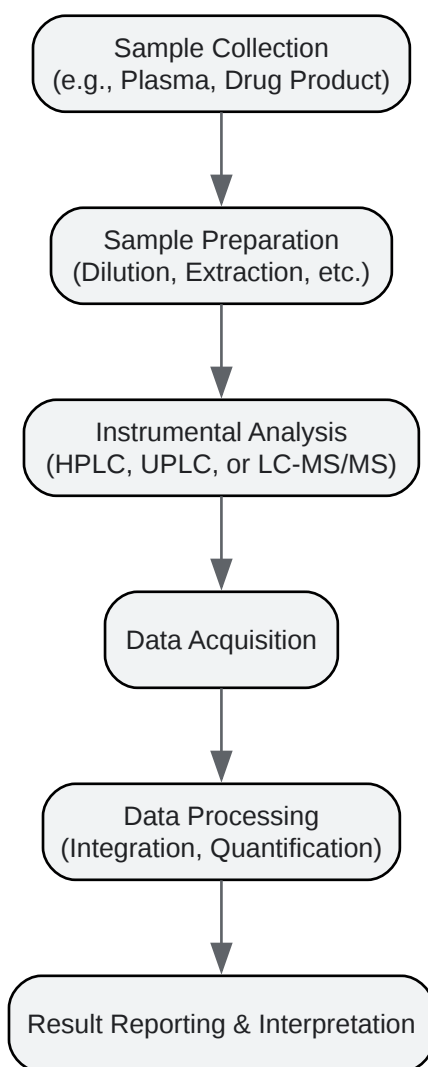 Sample Collection
(e.g., Plasma, Drug Product)
Sample Preparation
(Dilution, Extraction, etc.)
Instrumental Analysis
(HPLC, UPLC, or LC-MS/MS)
Data Acquisition
Data Processing
(Integration, Quantification)
Result Reporting & Interpretation